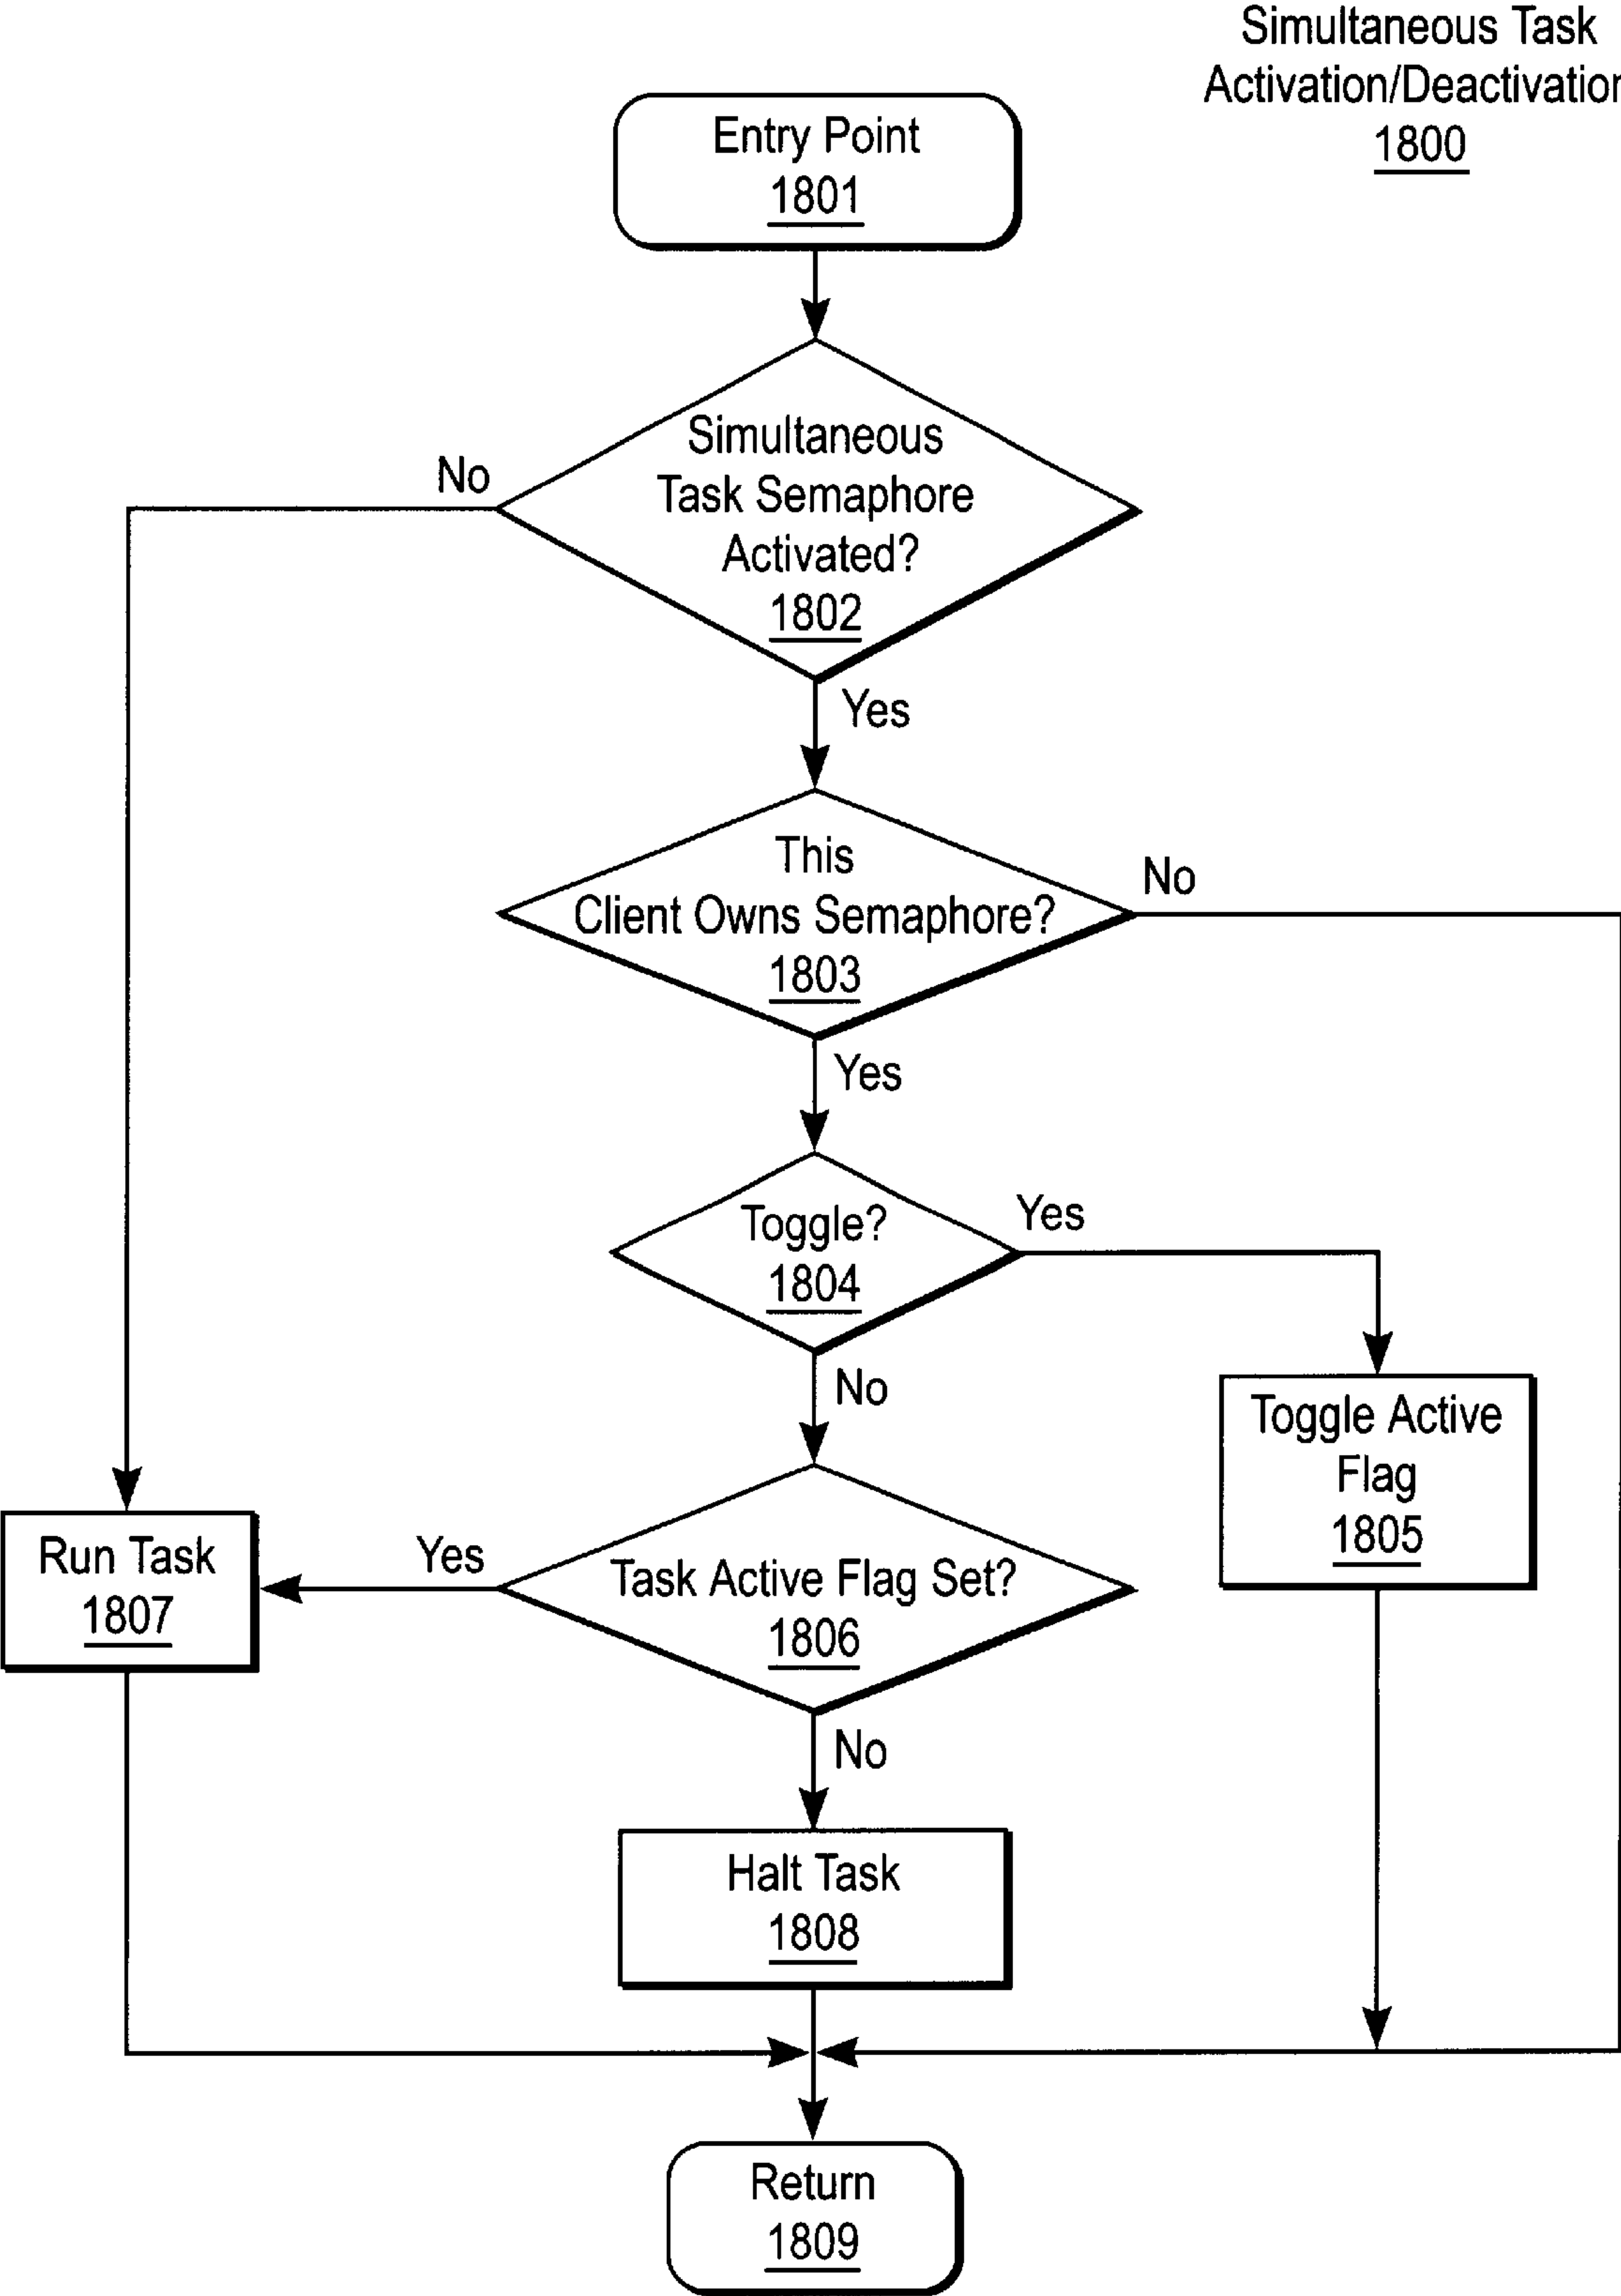 Simultaneous Task
Activation/Deactivation
1800
Entry Point
1801
Simultaneous
Task Semaphore
Activated?
1802
No
Yes
This
Client Owns Semaphore?
1803
No
Yes
Toggle?
1804
Yes
No
Toggle Active
Flag
1805
Task Active Flag Set?
1806
Yes
Run Task
1807
No
Halt Task
1808
Return
1809